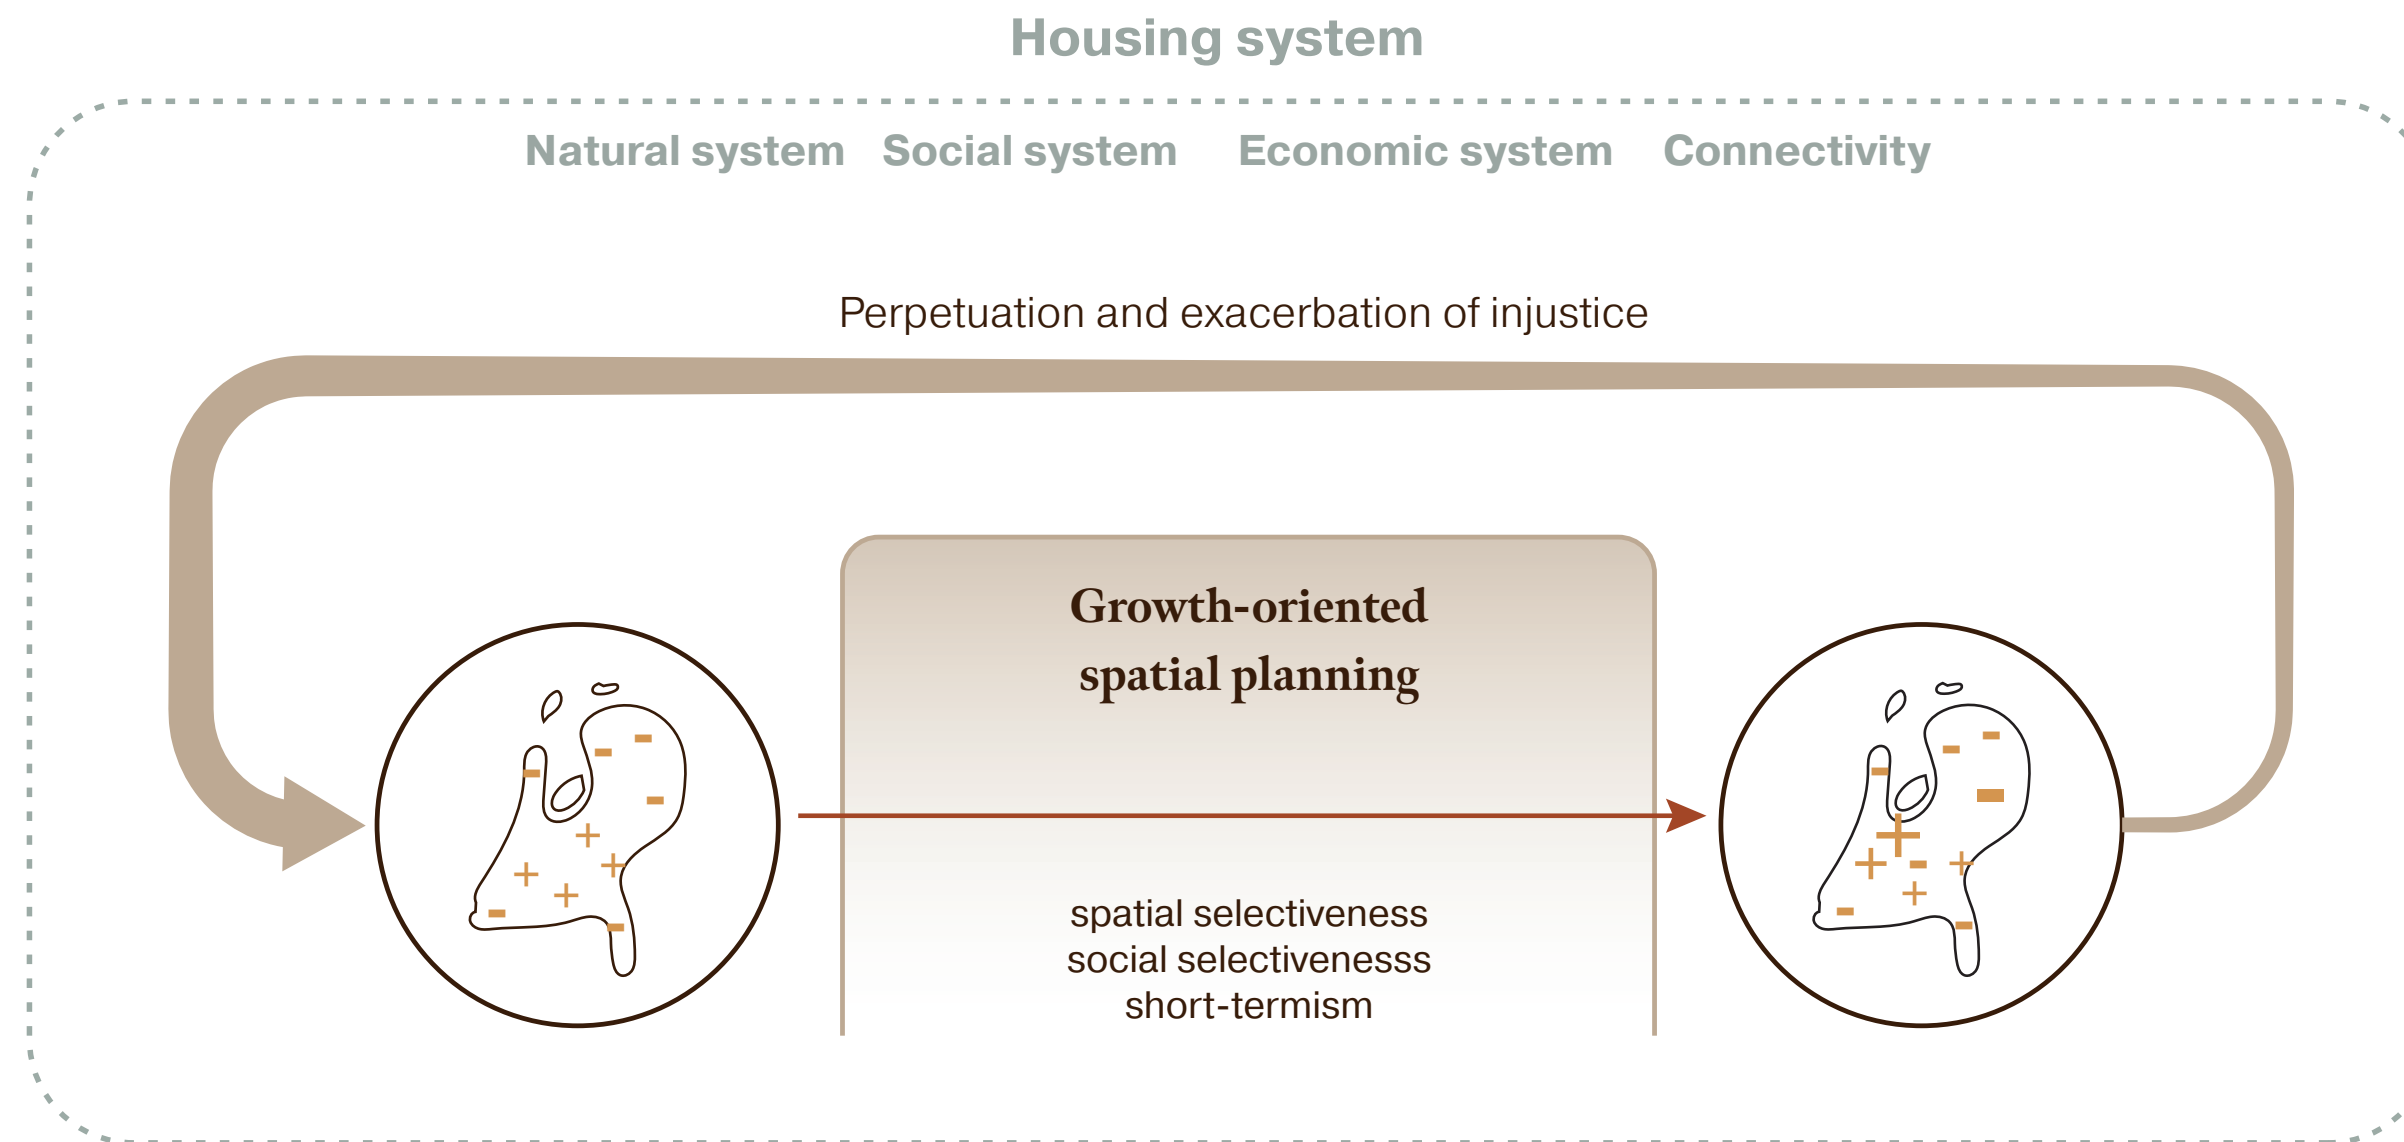 Housing system
Natural system Social system Economic system Connectivity
Perpetuation and exacerbation of injustice
Growth-oriented
spatial planning
spatial selectiveness
social selectivenesss
short-termism